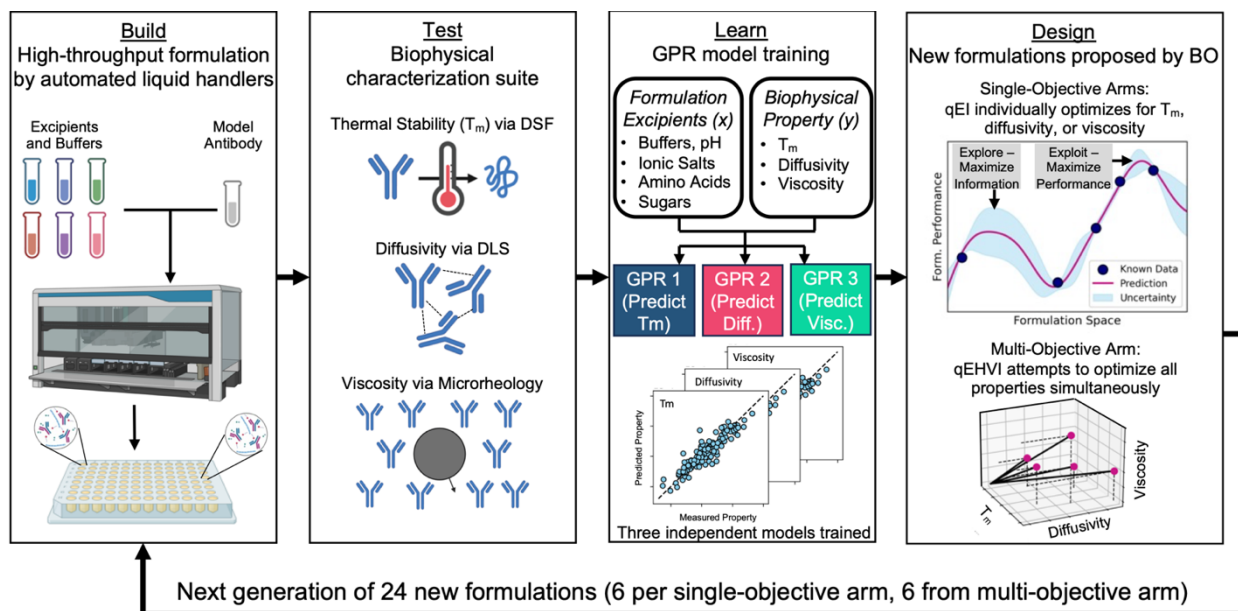 Build
High-throughput formulation
by automated liquid handlers
Excipients
and Buffers
Model
Antibody
Test
Biophysical
characterization suite
Thermal Stability (Tm) via DSF
Diffusivity via DLS
Viscosity via Microrheology
Learn
GPR model training
Formulation
Excipients (x)
• Buffers, pH
• Ionic Salts
• Amino Acids
• Sugars
Biophysical
Property (y)
• Tm
• Diffusivity
• Viscosity
GPR 1
(Predict
Tm)
GPR 2
(Predict
Diff.)
GPR 3
(Predict
Visc.)
Viscosity
Diffusivity
Tm
Predicted Property
Measured Property
Three independent models trained
Design
New formulations proposed by BO
Single-Objective Arms:
qEI individually optimizes for Tm,
diffusivity, or viscosity
Explore –
Maximize
Information
Exploit –
Maximize
Performance
Form. Performance
Known Data
Prediction
Uncertainty
Formulation Space
Multi-Objective Arm:
qEHVI attempts to optimize all
properties simultaneously
Tm
Diffusivity
Viscosity
Next generation of 24 new formulations (6 per single-objective arm, 6 from multi-objective arm)